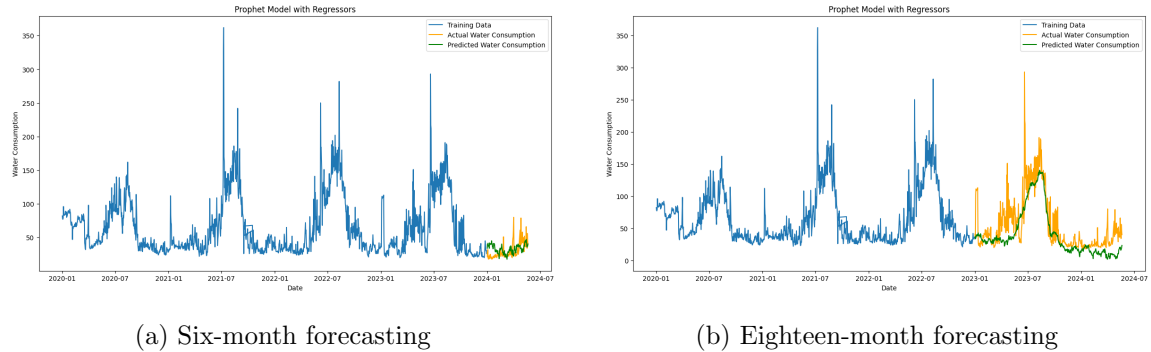 Prophet Model with Regressors
Training Data
Actual Water Consumption
Predicted Water Consumption
350
300
250
200
150
100
50
Water Consumption
2020-01 2020-07 2021-01 2021-07 2022-01 2022-07 2023-01 2023-07 2024-01 2024-07
Date
(a) Six-month forecasting
Prophet Model with Regressors
Training Data
Actual Water Consumption
Predicted Water Consumption
350
300
250
200
150
100
50
0
Water Consumption
2020-01 2020-07 2021-01 2021-07 2022-01 2022-07 2023-01 2023-07 2024-01 2024-07
Date
(b) Eighteen-month forecasting